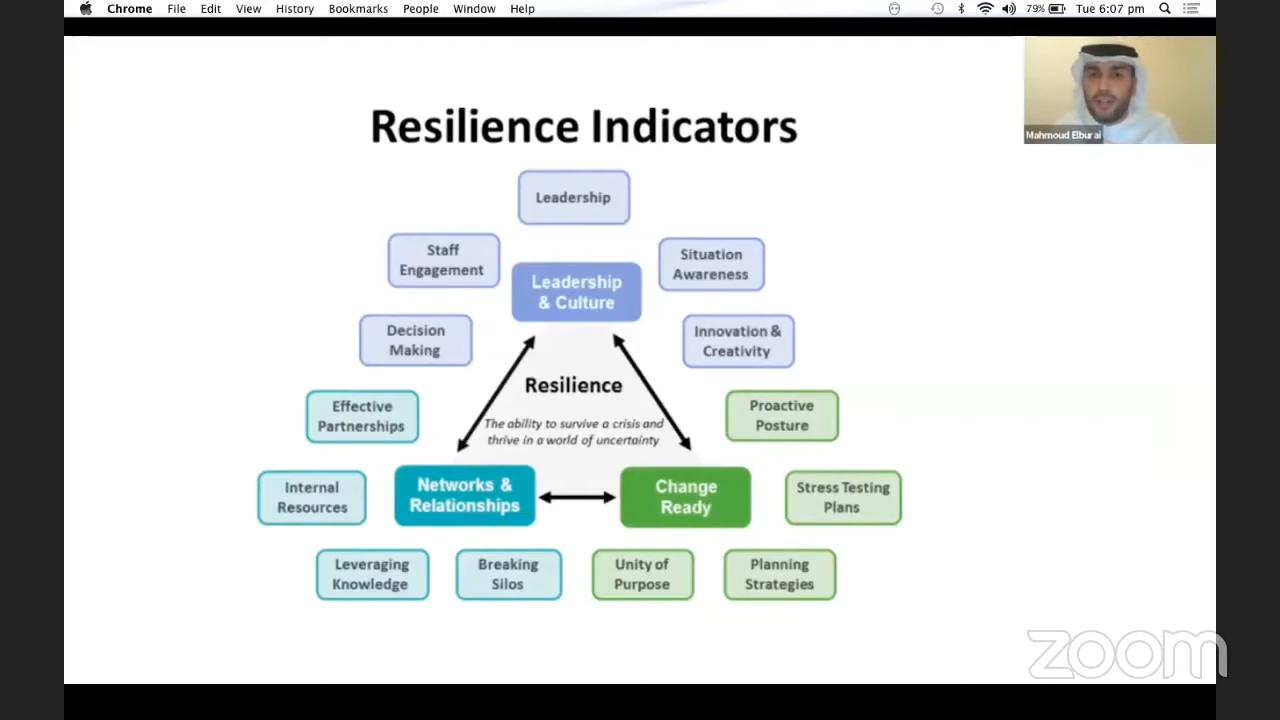 Chrome File Edit View History Bookmarks People Window Help 79% Tue 6:07 pm
Mahmoud Elburai
Resilience Indicators
Leadership
Staff
Engagement
Situation
Awareness
Leadership
& Culture
Decision
Making
Innovation &
Creativity
Resilience
The ability to survive a crisis and
thrive in a world of uncertainty
Effective
Partnerships
Proactive
Posture
Internal
Resources
Networks &
Relationships
Change
Ready
Stress Testing
Plans
Leveraging
Knowledge
Breaking
Silos
Unity of
Purpose
Planning
Strategies
zoom